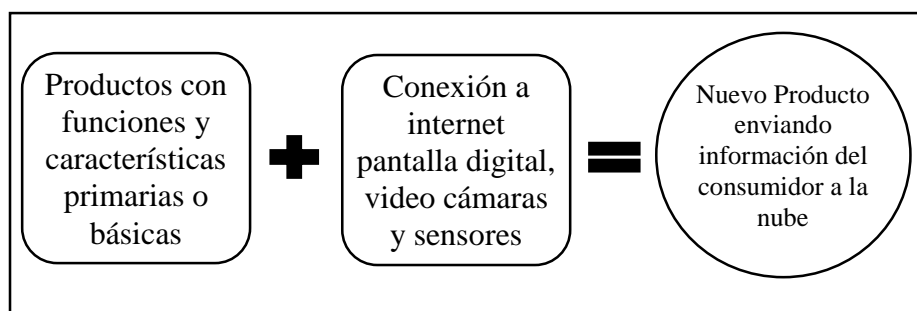 Productos con
funciones y
características
primarias o
básicas
Conexión a
internet
pantalla digital,
video cámaras
y sensores
Nuevo Producto
enviando
información del
consumidor a la
nube